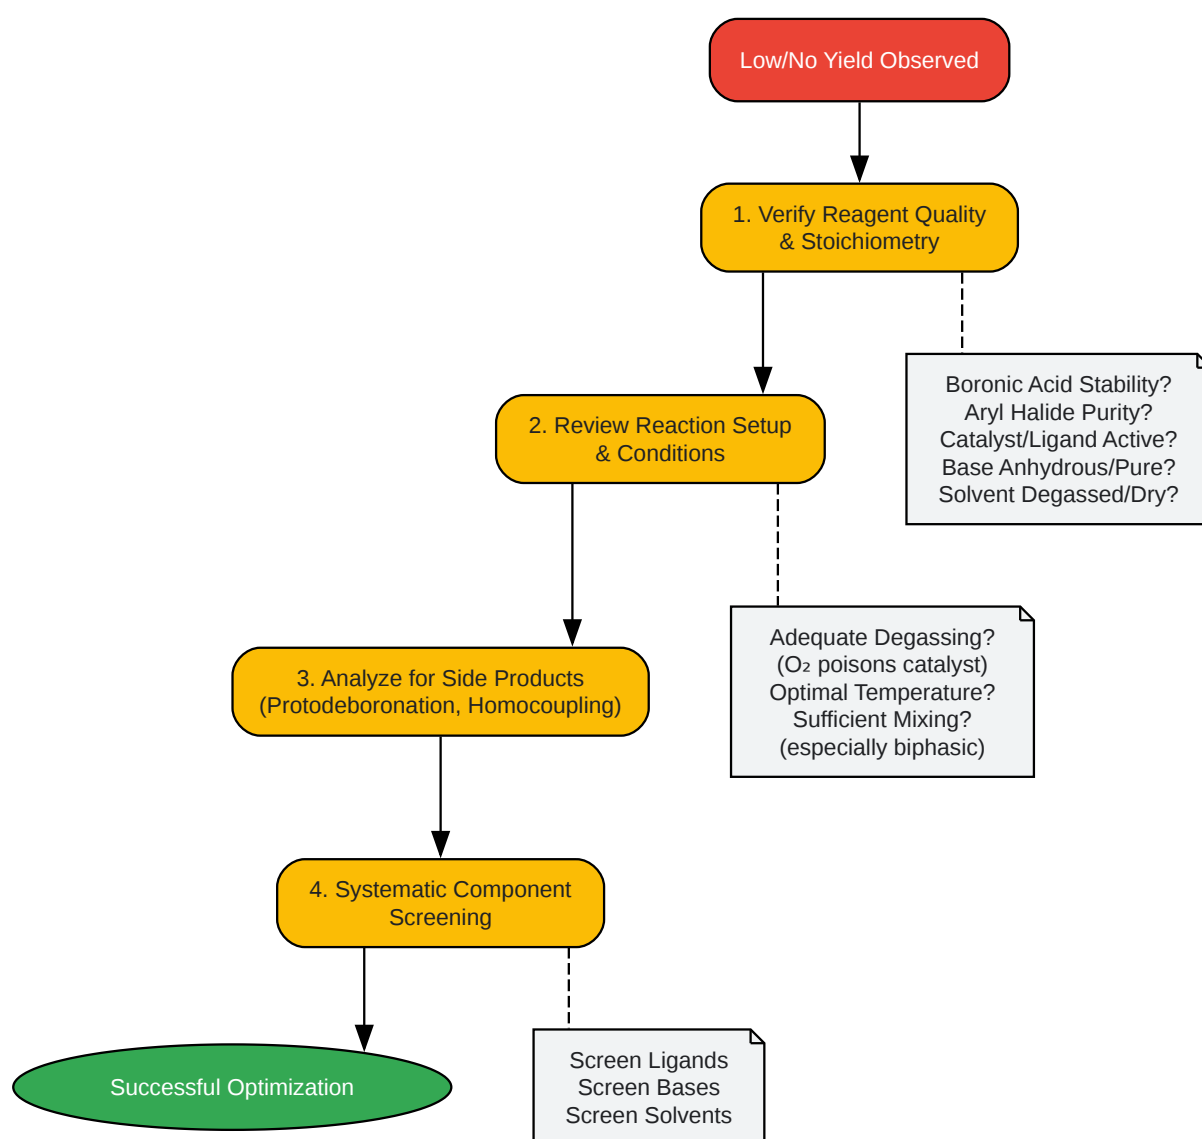 Low/No Yield Observed
1. Verify Reagent Quality
& Stoichiometry
Boronic Acid Stability?
Aryl Halide Purity?
Catalyst/Ligand Active?
Base Anhydrous/Pure?
Solvent Degassed/Dry?
2. Review Reaction Setup
& Conditions
Adequate Degassing?
(O₂ poisons catalyst)
Optimal Temperature?
Sufficient Mixing?
(especially biphasic)
3. Analyze for Side Products
(Protodeboronation, Homocoupling)
4. Systematic Component
Screening
Screen Ligands
Screen Bases
Screen Solvents
Successful Optimization